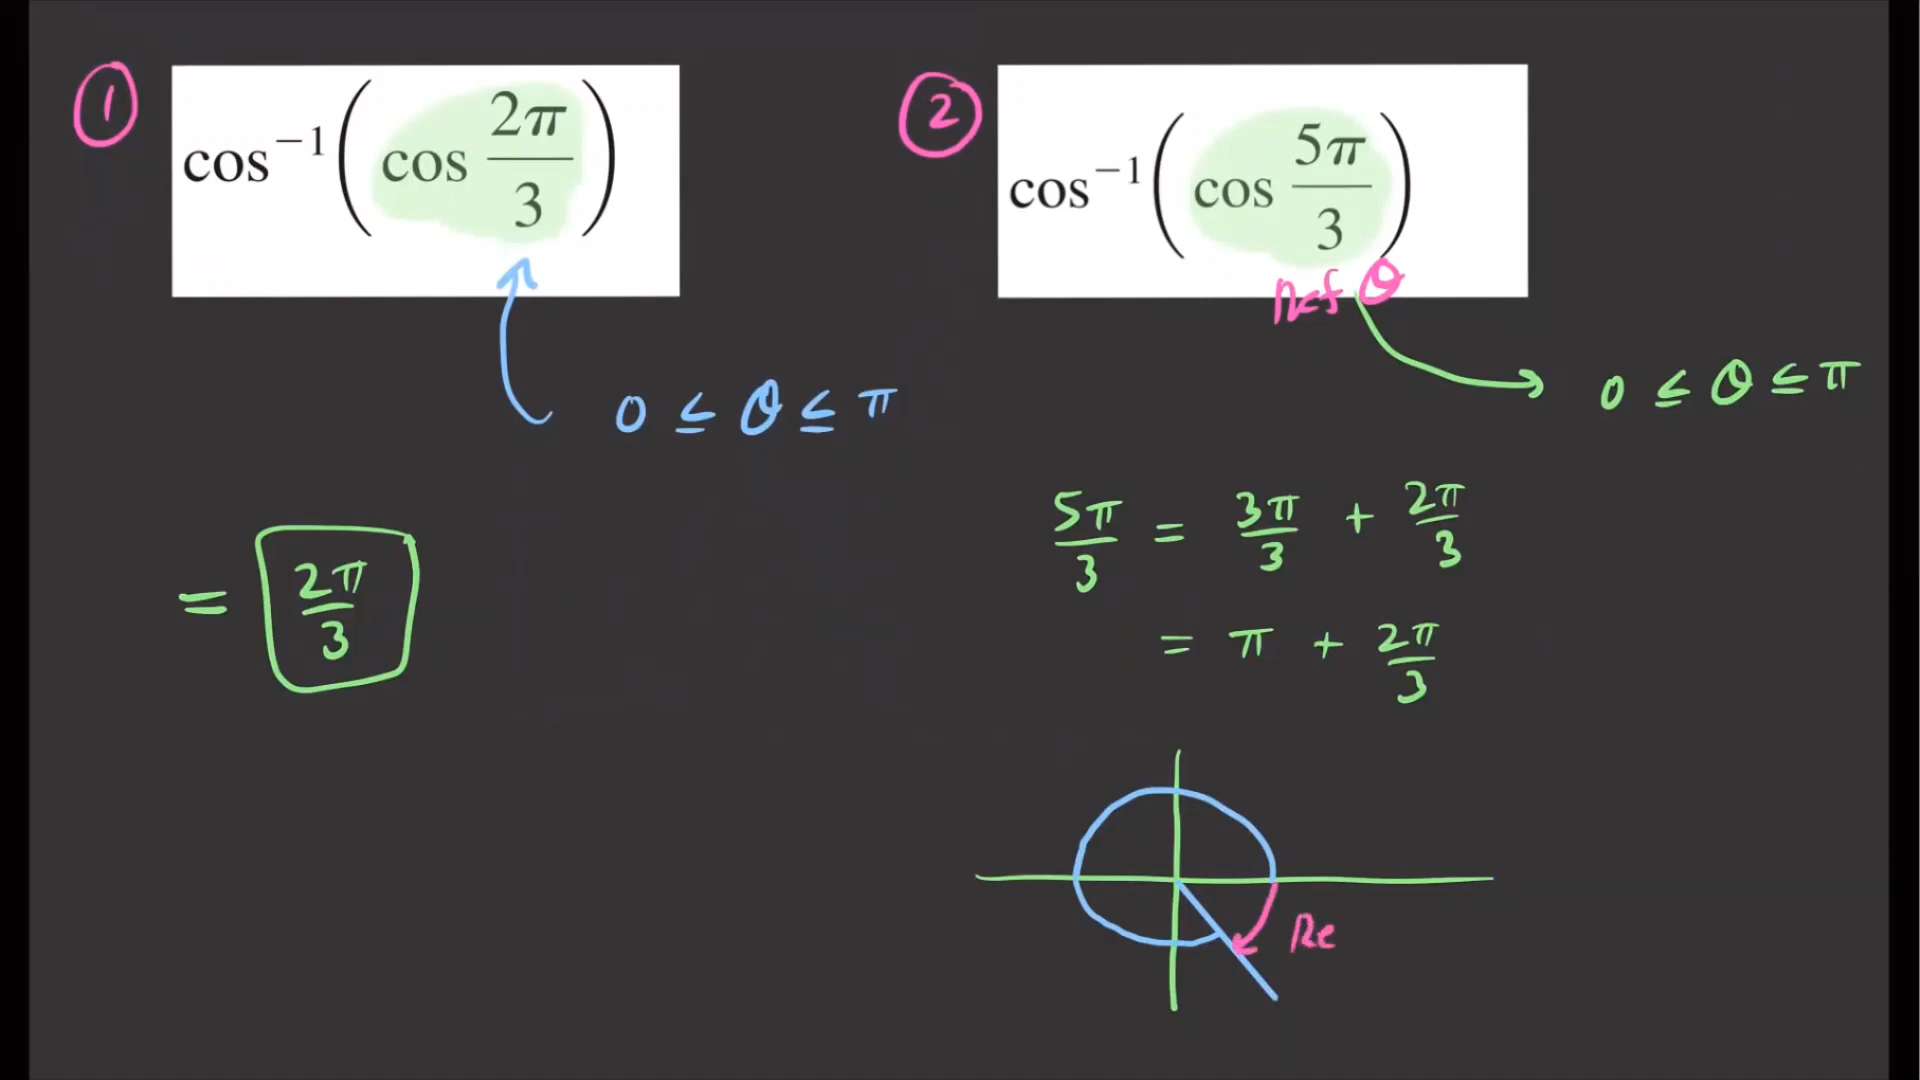 ①
cos⁻¹(cos 2π/3)
0 ≤ θ ≤ π
= 2π/3
②
cos⁻¹(cos 5π/3)
Ref θ
0 ≤ θ ≤ π
5π/3 = 3π/3 + 2π/3
= π + 2π/3
Re